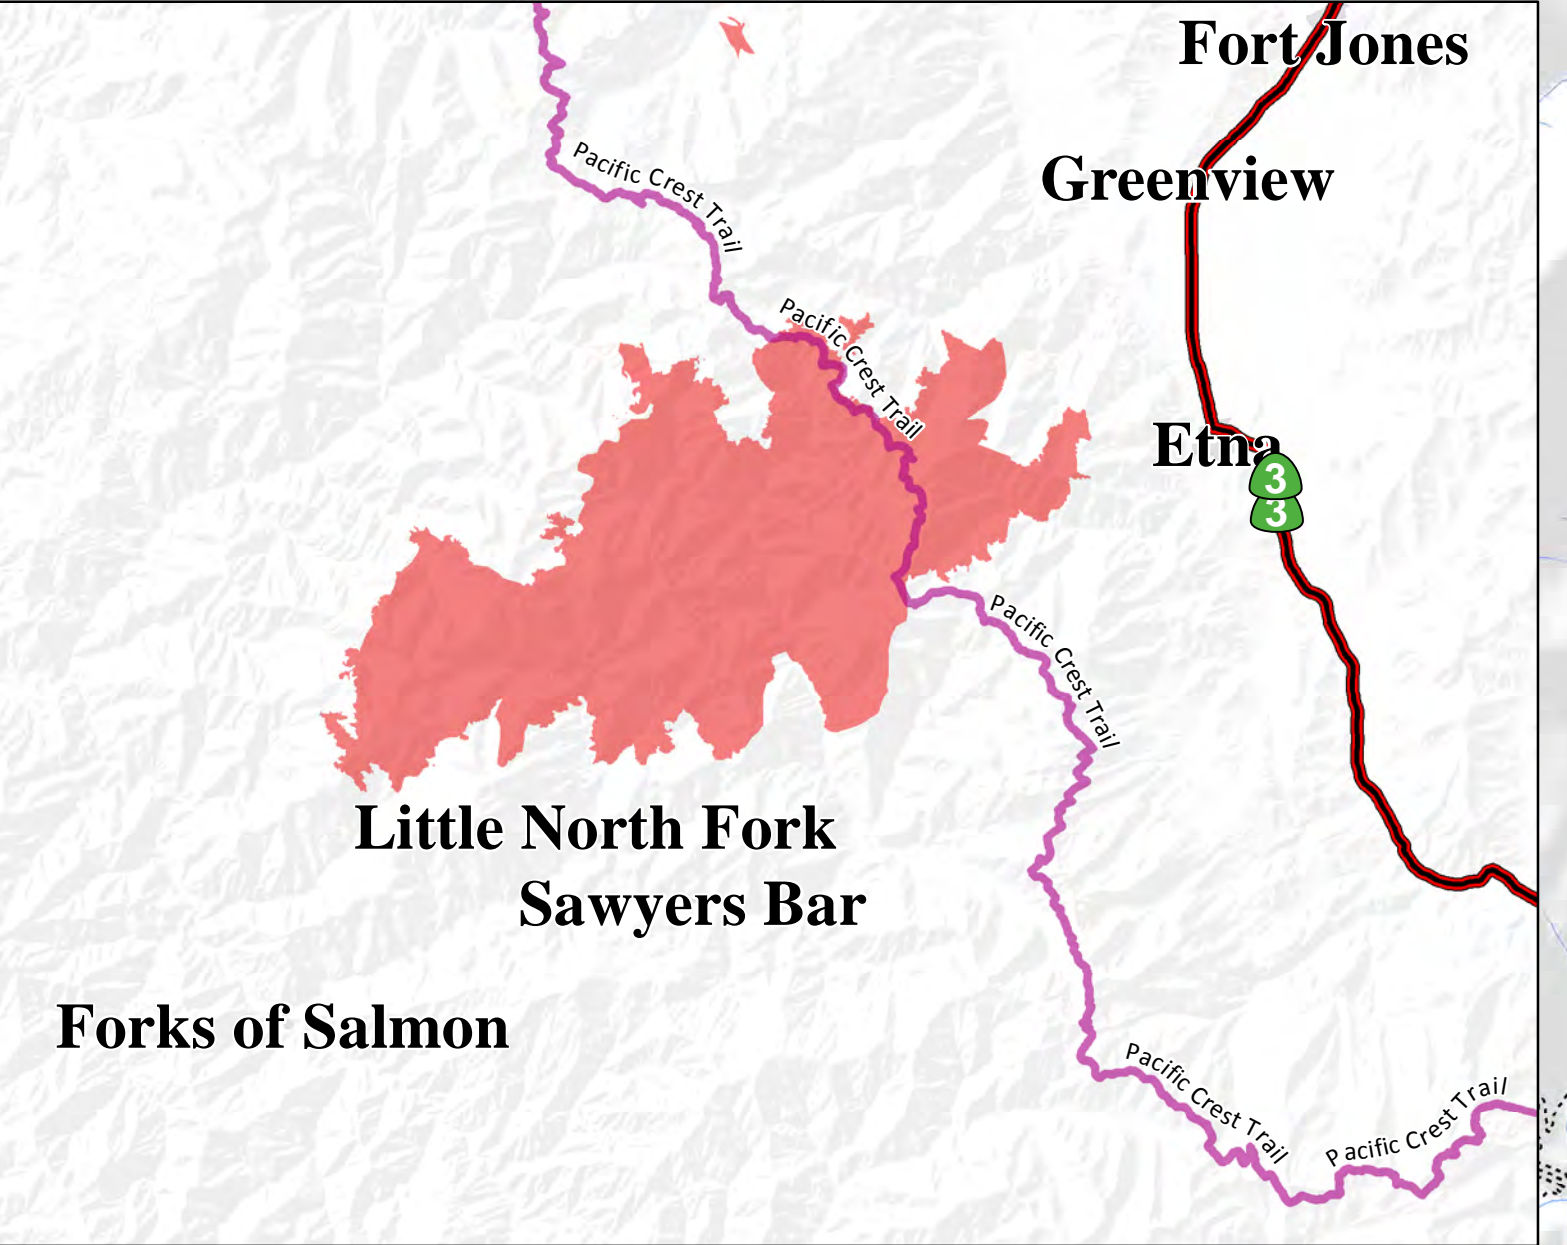 Fort Jones
Pacific Crest Trail
Greenview
Pacific Crest Trail
Etna
3
3
Pacific Crest Trail
Little North Fork
Sawyers Bar
Forks of Salmon
Pacific Crest Trail
Pacific Crest Trail